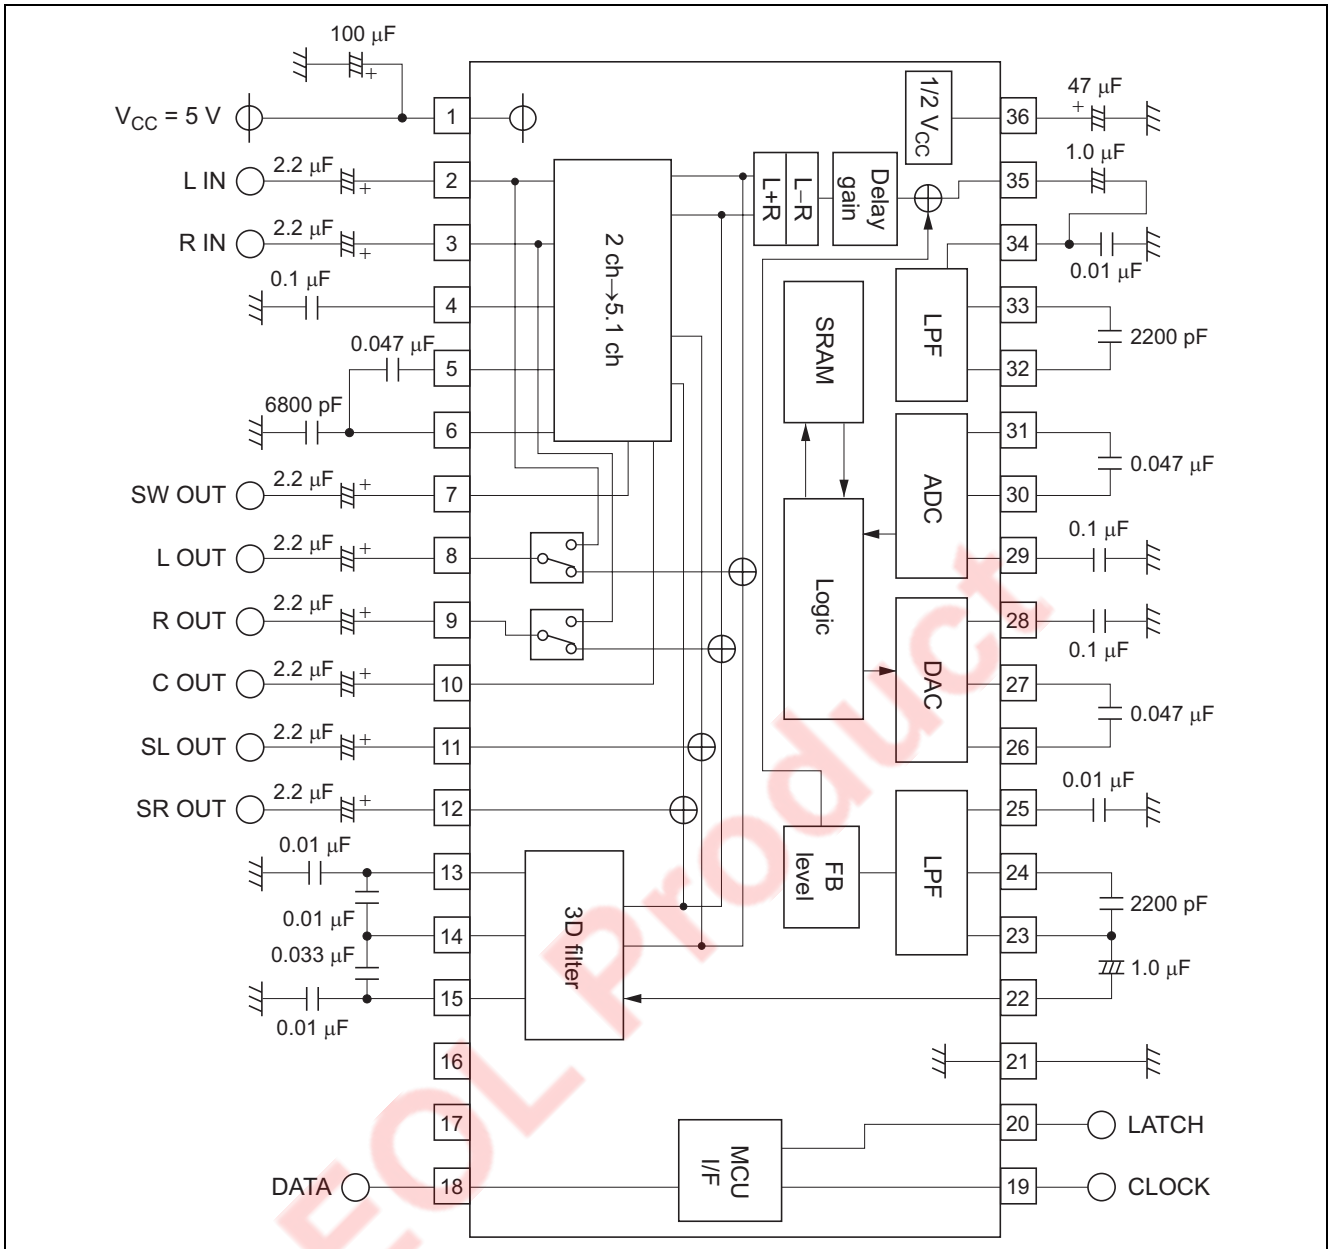 100 μF
V_CC = 5 V
1
L IN
2.2 μF
2
R IN
2.2 μF
3
0.1 μF
4
0.047 μF
5
6800 pF
6
SW OUT
2.2 μF
7
L OUT
2.2 μF
8
R OUT
2.2 μF
9
C OUT
2.2 μF
10
SL OUT
2.2 μF
11
SR OUT
2.2 μF
12
0.01 μF
13
0.01 μF
14
0.033 μF
15
0.01 μF
16
17
DATA
18
2 ch→5.1 ch
L−R
L+R
Delay
gain
1/2 V_CC
SRAM
LPF
ADC
Logic
DAC
FB
level
LPF
3D filter
MCU
I/F
36
47 μF
+
35
1.0 μF
34
0.01 μF
33
2200 pF
32
31
0.047 μF
30
29
0.1 μF
28
0.1 μF
27
0.047 μF
26
25
0.01 μF
24
2200 pF
23
1.0 μF
22
21
20
LATCH
19
CLOCK
EOL Product